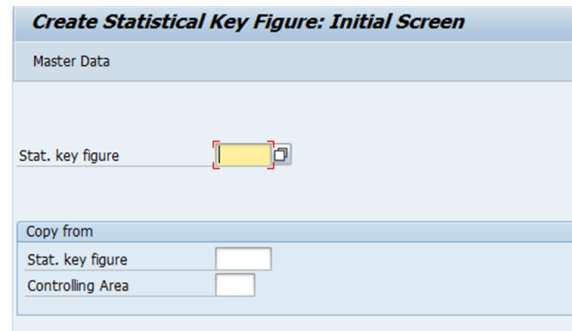 Create Statistical Key Figure: Initial Screen
Master Data
Stat. key figure
Copy from
Stat. key figure
Controlling Area